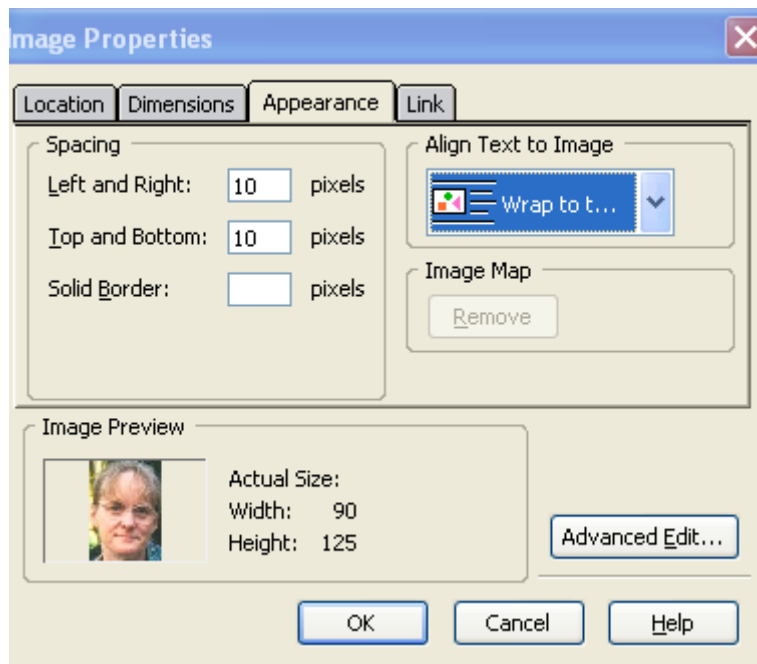 Image Properties
Location Dimensions Appearance Link
Spacing
Left and Right: 10 pixels
Top and Bottom: 10 pixels
Solid Border: pixels
Align Text to Image
Wrap to t...
Image Map
Remove
Image Preview
Actual Size:
Width: 90
Height: 125
Advanced Edit...
OK Cancel Help